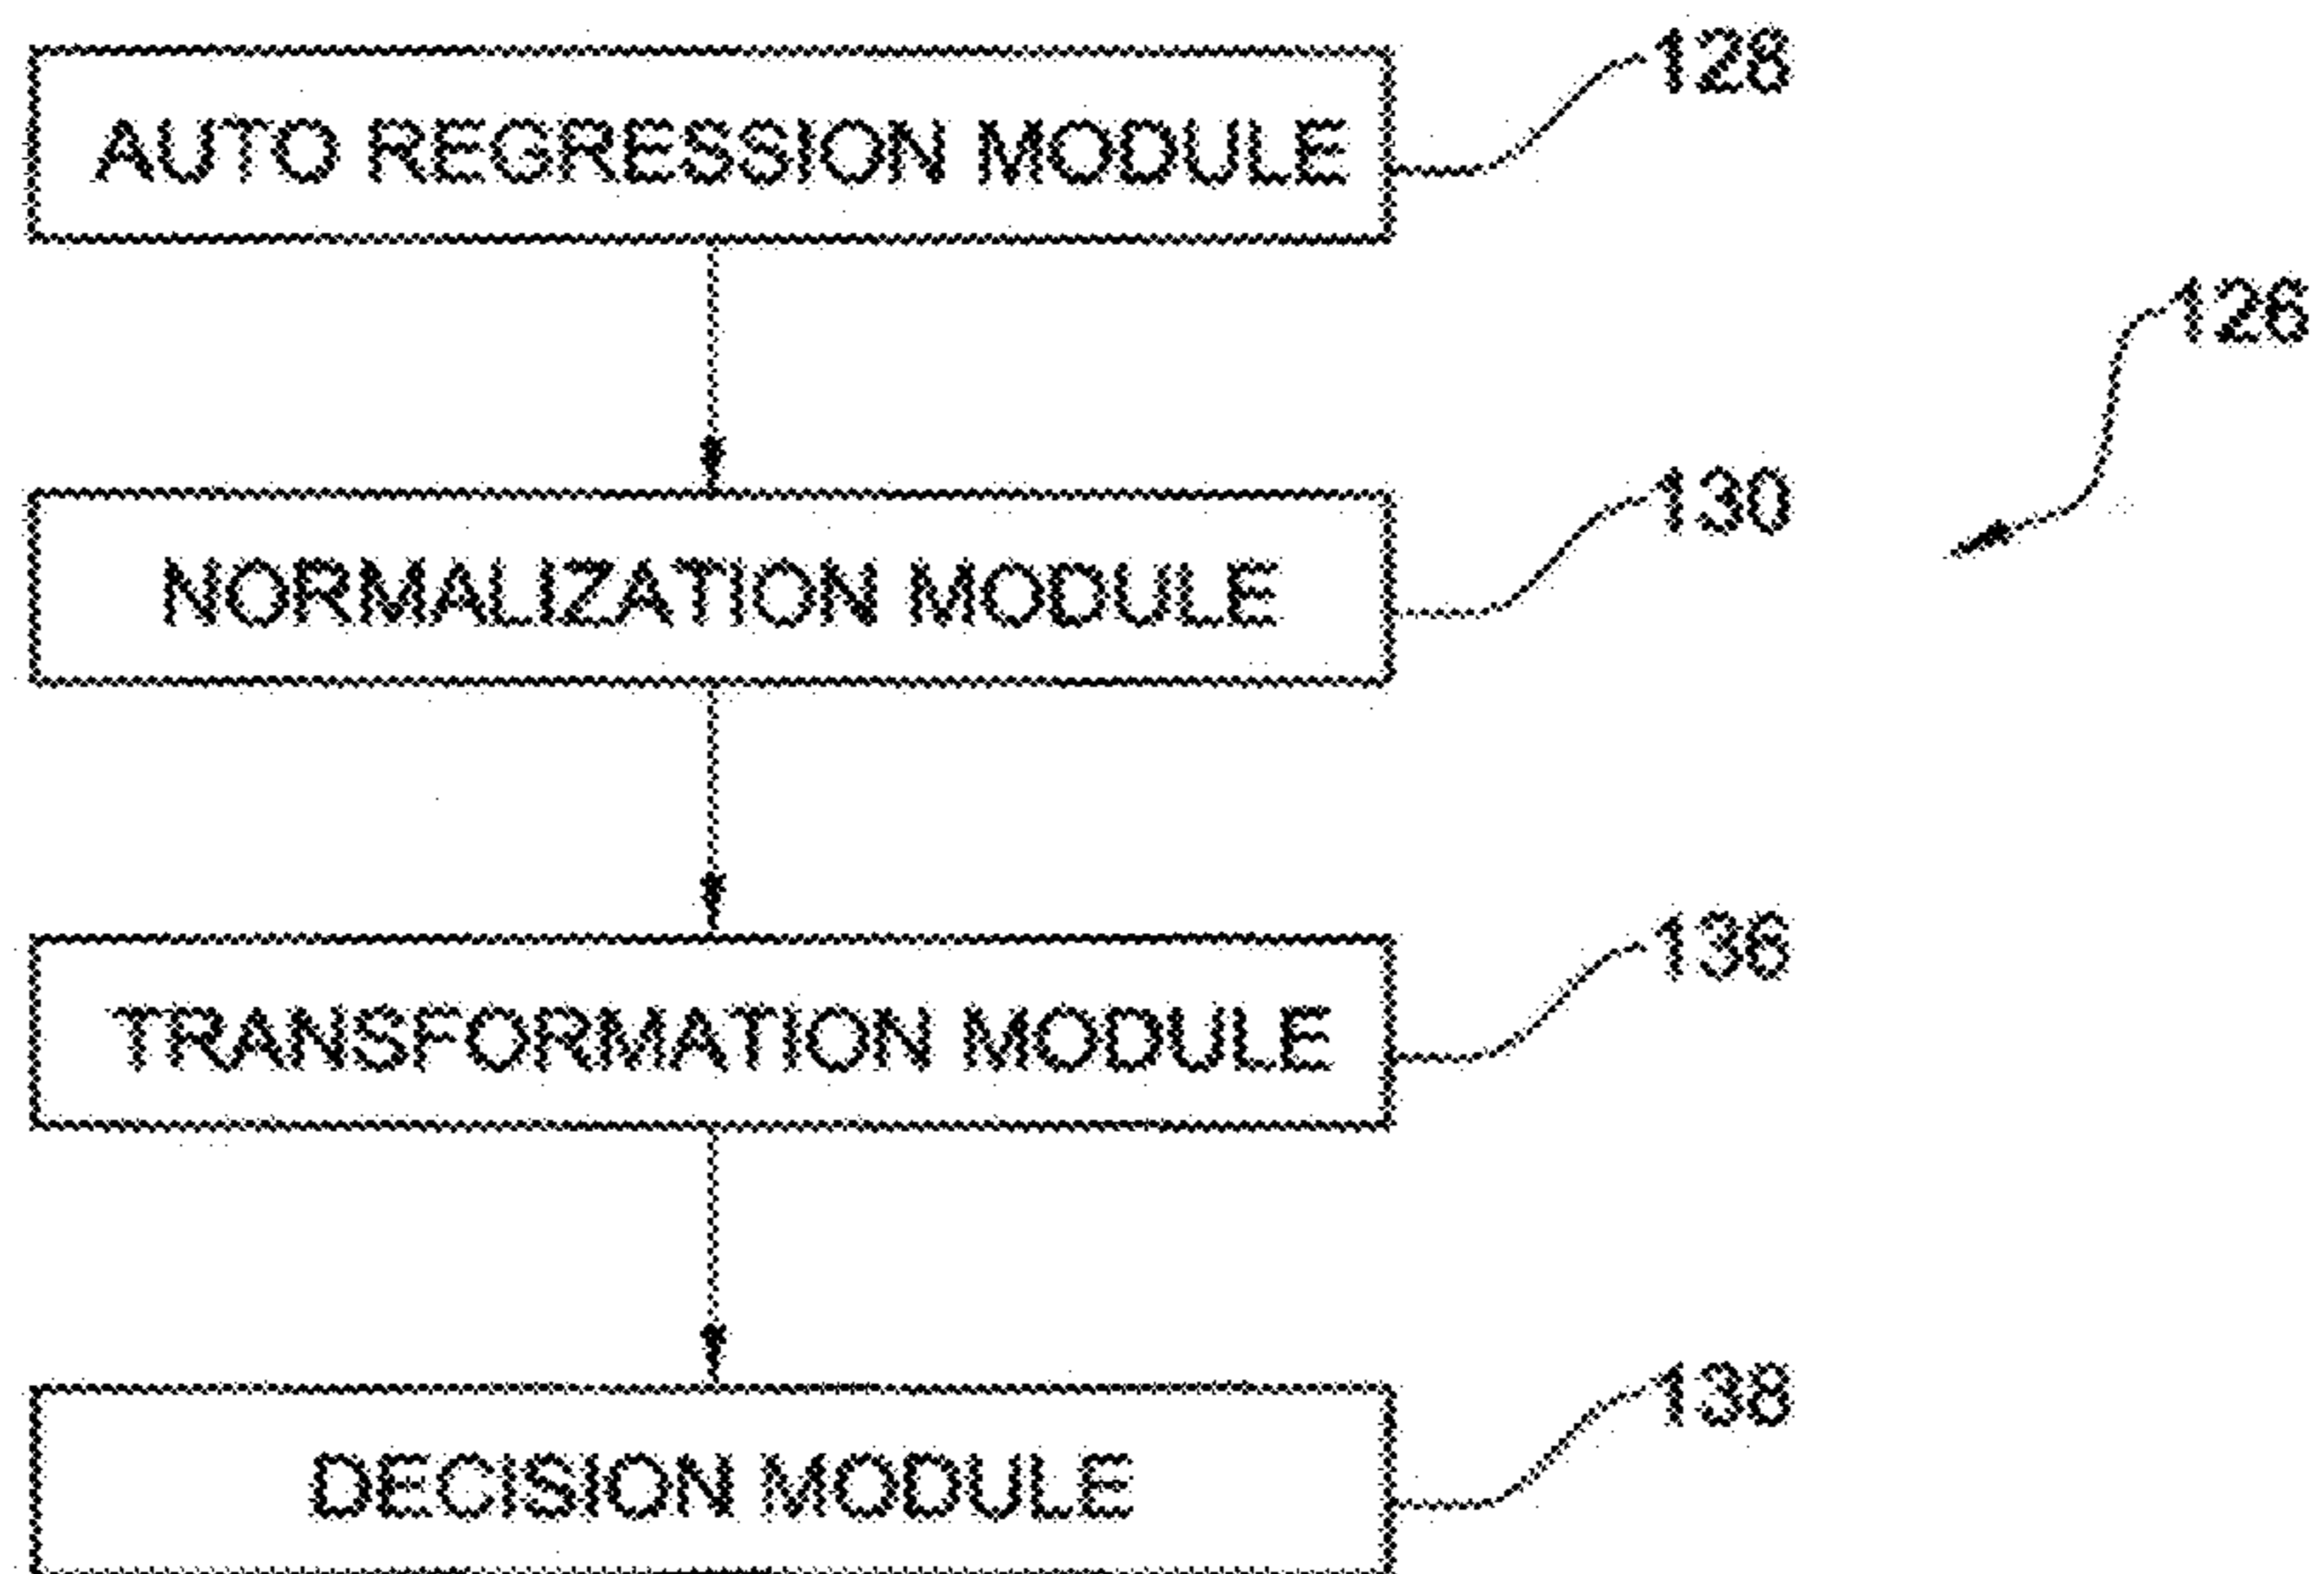 128
AUTO REGRESSION MODULE
126
130
NORMALIZATION MODULE
136
TRANSFORMATION MODULE
138
DECISION MODULE